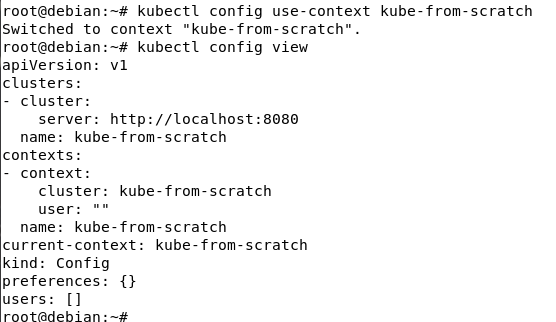 root@debian:~# kubectl config use-context kube-from-scratch
Switched to context "kube-from-scratch".
root@debian:~# kubectl config view
apiVersion: v1
clusters:
- cluster:
    server: http://localhost:8080
  name: kube-from-scratch
contexts:
- context:
    cluster: kube-from-scratch
    user: ""
  name: kube-from-scratch
current-context: kube-from-scratch
kind: Config
preferences: {}
users: []
root@debian:~#